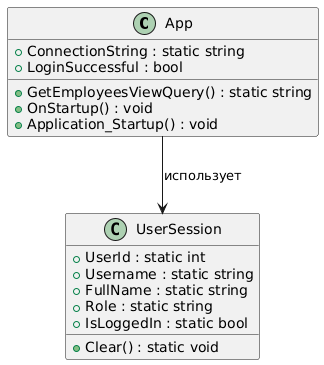 C App
ConnectionString : static string
LoginSuccessful : bool
GetEmployeesViewQuery() : static string
OnStartup() : void
Application_Startup() : void
использует
C UserSession
UserId : static int
Username : static string
FullName : static string
Role : static string
IsLoggedIn : static bool
Clear() : static void